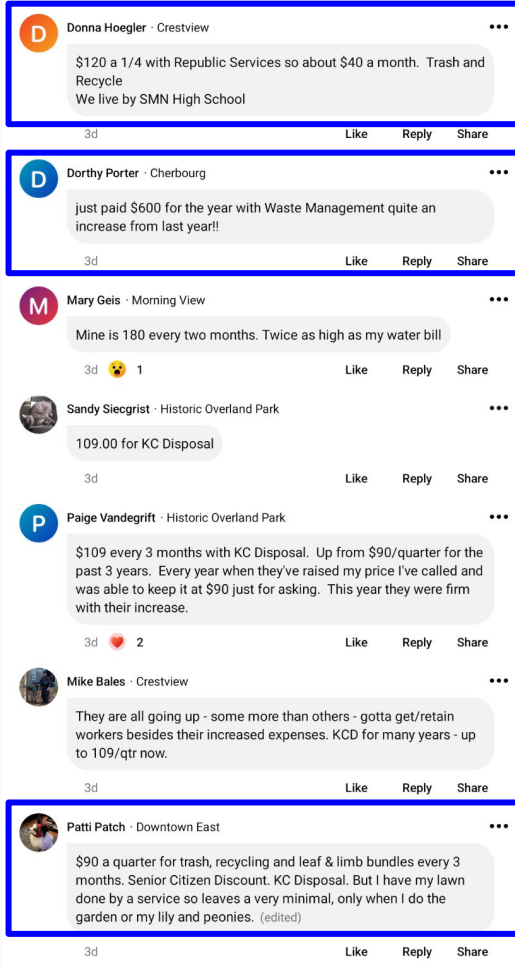 D
Donna Hoegler · Crestview
$120 a 1/4 with Republic Services so about $40 a month. Trash and
Recycle
We live by SMN High School
3d Like Reply Share
D
Dorthy Porter · Cherbourg
just paid $600 for the year with Waste Management quite an
increase from last year!!
3d Like Reply Share
M
Mary Geis · Morning View
Mine is 180 every two months. Twice as high as my water bill
3d 1 Like Reply Share
Sandy Siecgrist · Historic Overland Park
109.00 for KC Disposal
3d Like Reply Share
P
Paige Vandegrift · Historic Overland Park
$109 every 3 months with KC Disposal. Up from $90/quarter for the
past 3 years. Every year when they've raised my price I've called and
was able to keep it at $90 just for asking. This year they were firm
with their increase.
3d 2 Like Reply Share
Mike Bales · Crestview
They are all going up - some more than others - gotta get/retain
workers besides their increased expenses. KCD for many years - up
to 109/qtr now.
3d Like Reply Share
Patti Patch · Downtown East
$90 a quarter for trash, recycling and leaf & limb bundles every 3
months. Senior Citizen Discount. KC Disposal. But I have my lawn
done by a service so leaves a very minimal, only when I do the
garden or my lily and peonies. (edited)
3d Like Reply Share